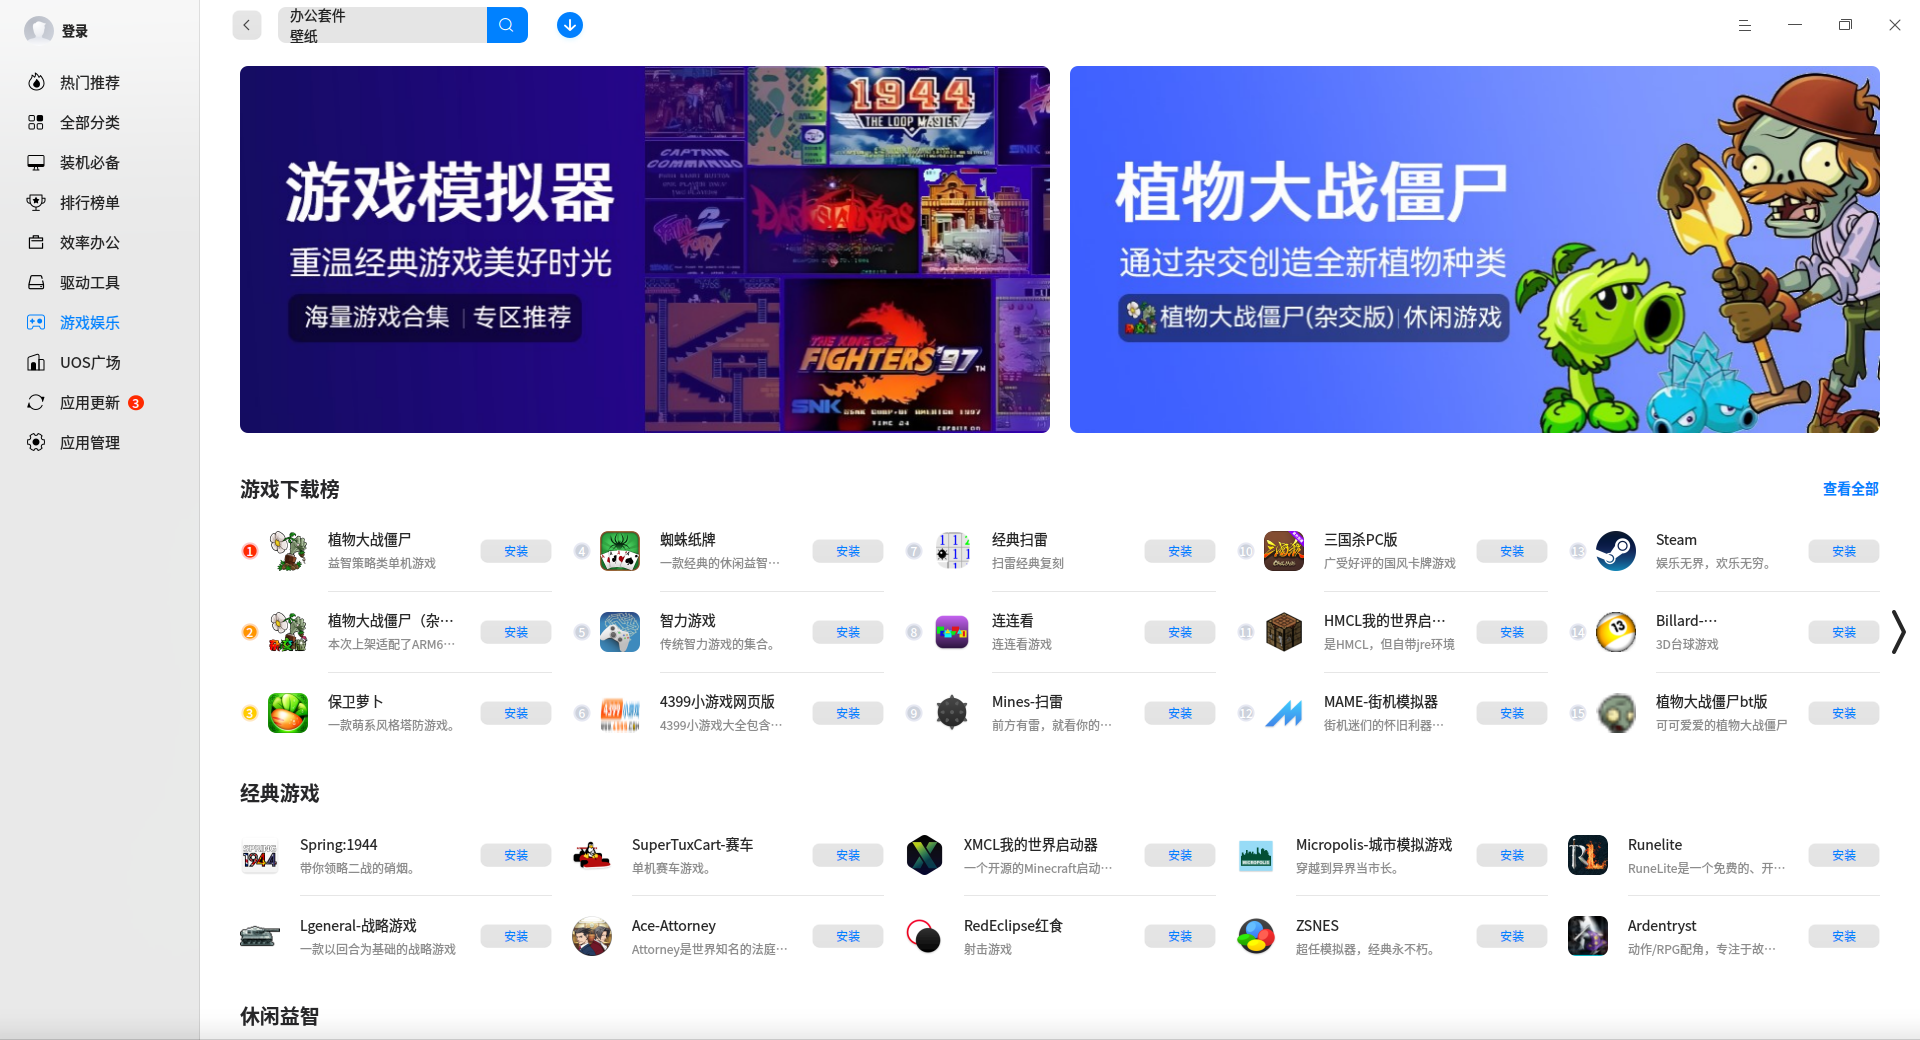 登录
热门推荐
全部分类
装机必备
排行榜单
效率办公
驱动工具
游戏娱乐
UOS广场
应用更新 3
应用管理
办公套件
壁纸
游戏模拟器
重温经典游戏美好时光
海量游戏合集 | 专区推荐
1944
THE LOOP MASTER
CAPTAIN
COMMANDO
DARKSTALKERS
SNK
THE KING OF
FIGHTERS'97
SNK
TIME 24
植物大战僵尸
通过杂交创造全新植物种类
植物大战僵尸(杂交版) | 休闲游戏
游戏下载榜
查看全部
1 植物大战僵尸 安装
益智策略类单机游戏
4 蜘蛛纸牌 安装
一款经典的休闲益智…
7 经典扫雷 安装
扫雷经典复刻
10 三国杀PC版 安装
广受好评的国风卡牌游戏
13 Steam 安装
娱乐无界，欢乐无穷。
2 植物大战僵尸（杂… 安装
本次上架适配了ARM6…
5 智力游戏 安装
传统智力游戏的集合。
8 连连看 安装
连连看游戏
11 HMCL我的世界启… 安装
是HMCL，但自带jre环境
14 Billard-… 安装
3D台球游戏
3 保卫萝卜 安装
一款萌系风格塔防游戏。
6 4399小游戏网页版 安装
4399小游戏大全包含…
9 Mines-扫雷 安装
前方有雷，就看你的…
12 MAME-街机模拟器 安装
街机迷们的怀旧利器…
15 植物大战僵尸bt版 安装
可可爱爱的植物大战僵尸
经典游戏
Spring:1944 安装
带你领略二战的硝烟。
SuperTuxCart-赛车 安装
单机赛车游戏。
XMCL我的世界启动器 安装
一个开源的Minecraft启动…
Micropolis-城市模拟游戏 安装
穿越到异界当市长。
Runelite 安装
RuneLite是一个免费的、开…
Lgeneral-战略游戏 安装
一款以回合为基础的战略游戏
Ace-Attorney 安装
Attorney是世界知名的法庭…
RedEclipse红食 安装
射击游戏
ZSNES 安装
超任模拟器，经典永不朽。
Ardentryst 安装
动作/RPG配角，专注于故…
休闲益智